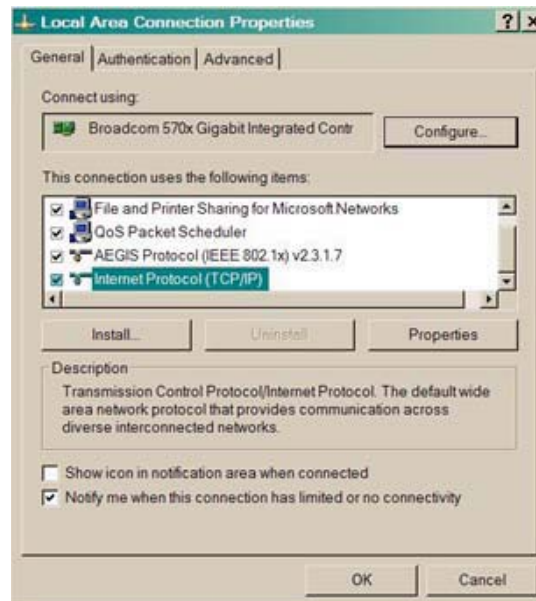 Local Area Connection Properties
General Authentication Advanced
Connect using:
Broadcom 570x Gigabit Integrated Contr
Configure...
This connection uses the following items:
File and Printer Sharing for Microsoft Networks
QoS Packet Scheduler
AEGIS Protocol (IEEE 802.1x) v2.3.1.7
Internet Protocol (TCP/IP)
Install... Uninstall Properties
Description
Transmission Control Protocol/Internet Protocol. The default wide
area network protocol that provides communication across
diverse interconnected networks.
Show icon in notification area when connected
Notify me when this connection has limited or no connectivity
OK Cancel